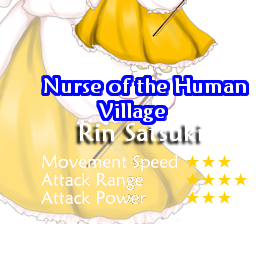 Nurse of the Human
Village
Rin Satsuki
Movement Speed ★★★
Attack Range ★★★★
Attack Power ★★★